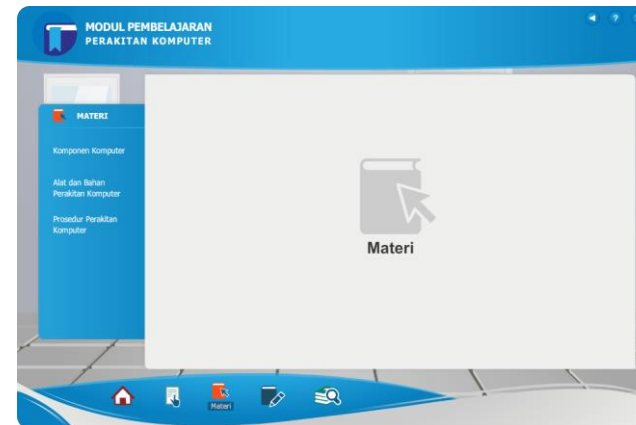 MODUL PEMBELAJARAN
PERAKITAN KOMPUTER
?
MATERI
Komponen Komputer
Alat dan Bahan
Perakitan Komputer
Prosedur Perakitan
Komputer
Materi
Materi